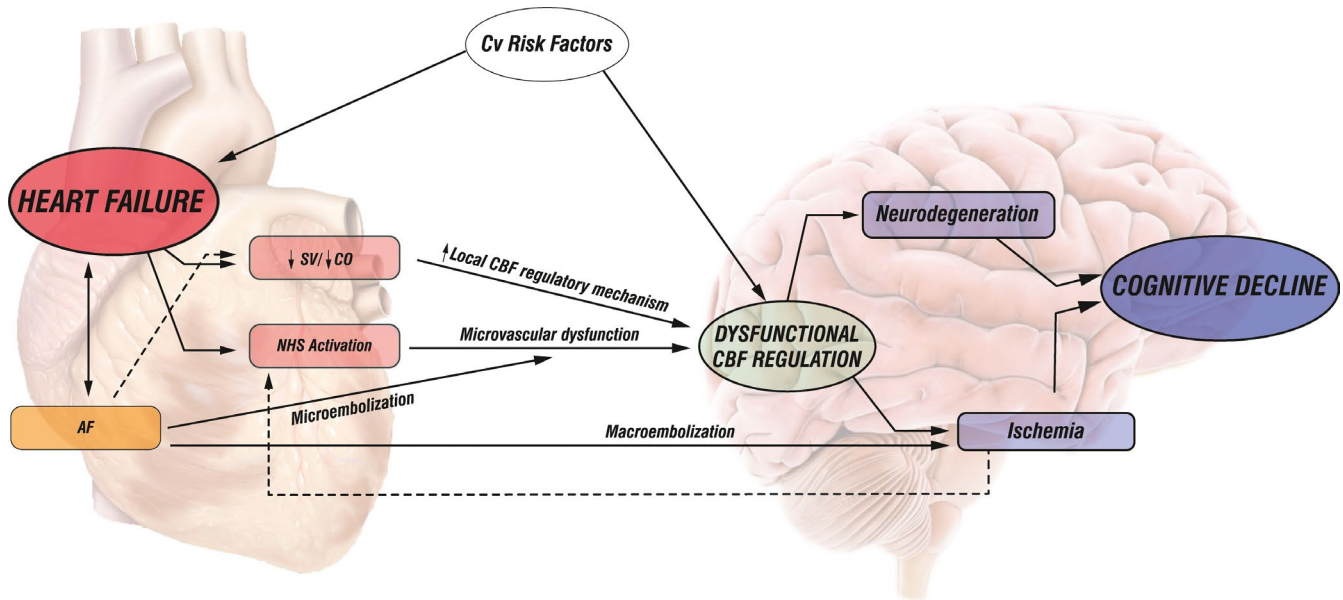 Cv Risk Factors
HEART FAILURE
Neurodegeneration
↓ SV/↓CO
↑Local CBF regulatory mechanism
COGNITIVE DECLINE
NHS Activation
Microvascular dysfunction
DYSFUNCTIONAL
CBF REGULATION
Microembolization
AF
Macroembolization
Ischemia